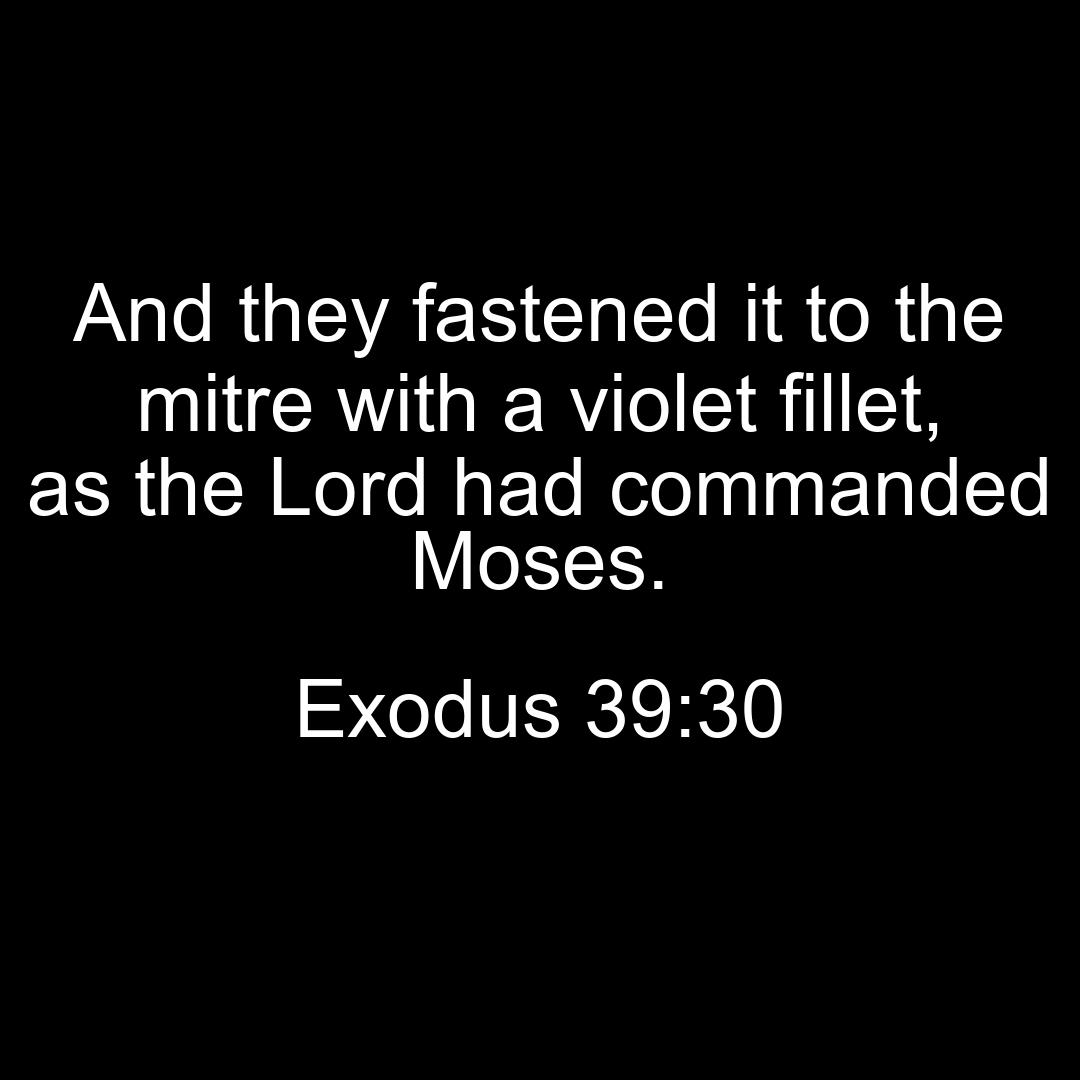 And they fastened it to the
mitre with a violet fillet,
as the Lord had commanded
Moses.
Exodus 39:30